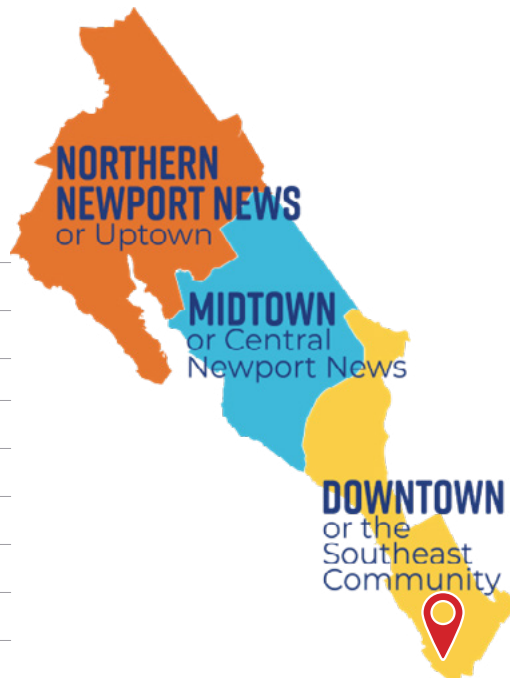 NORTHERN
NEWPORT NEWS
or Uptown
MIDTOWN
or Central
Newport News
DOWNTOWN
or the
Southeast
Community